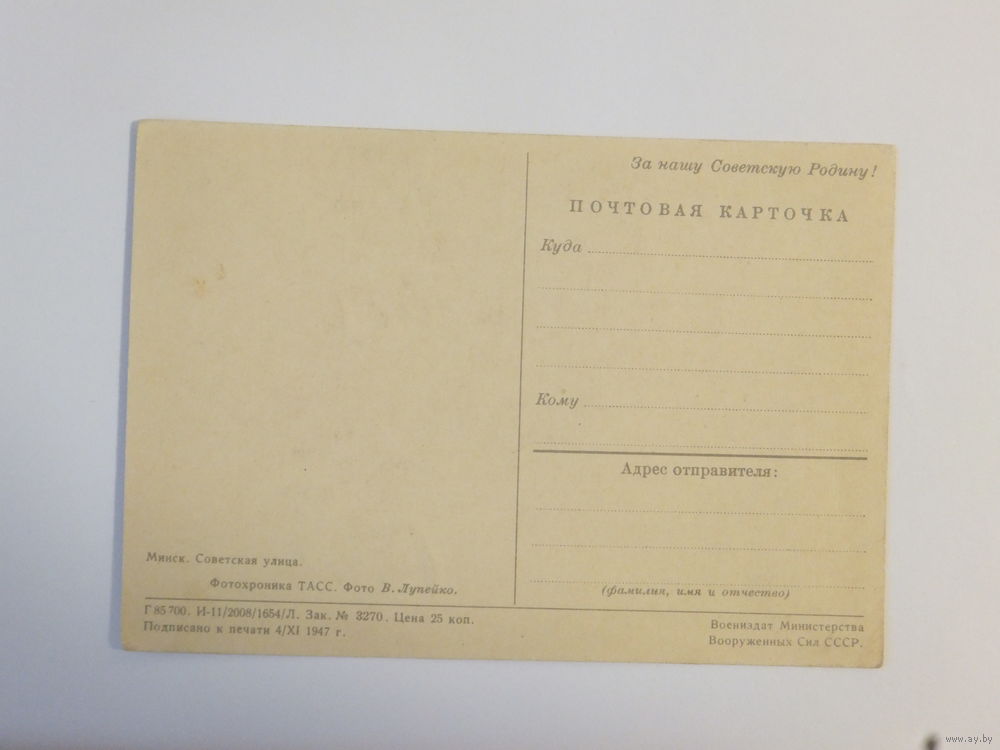 За нашу Советскую Родину!
ПОЧТОВАЯ КАРТОЧКА
Куда
Кому
Адрес отправителя:
(фамилия, имя и отчество)
Минск. Советская улица.
Фотохроника ТАСС. Фото В. Лупейко.
Г 85 700. И-11/2008/1654/Л. Зак. № 3270. Цена 25 коп.
Подписано к печати 4/XI 1947 г.
Воениздат Министерства
Вооруженных Сил СССР.
www.ay.by